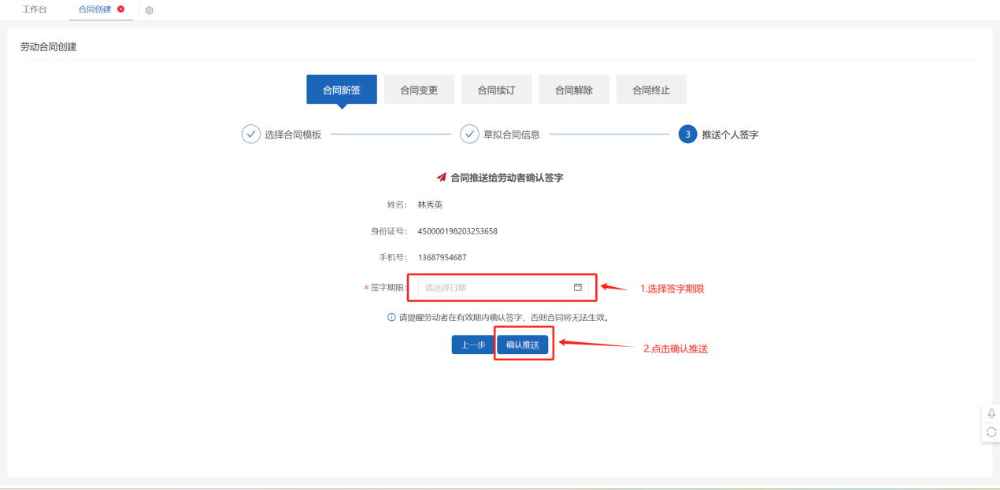 工作台 合同创建
劳动合同创建
合同新签 合同变更 合同续订 合同解除 合同终止
选择合同模板 草拟合同信息 3 推送个人签字
合同推送给劳动者确认签字
姓名： 林秀英
身份证号： 450000198203253658
手机号： 13687954687
* 签字期限： 请选择日期 1.选择签字期限
请提醒劳动者在有效期内确认签字，否则合同将无法生效。
上一步 确认推送 2.点击确认推送